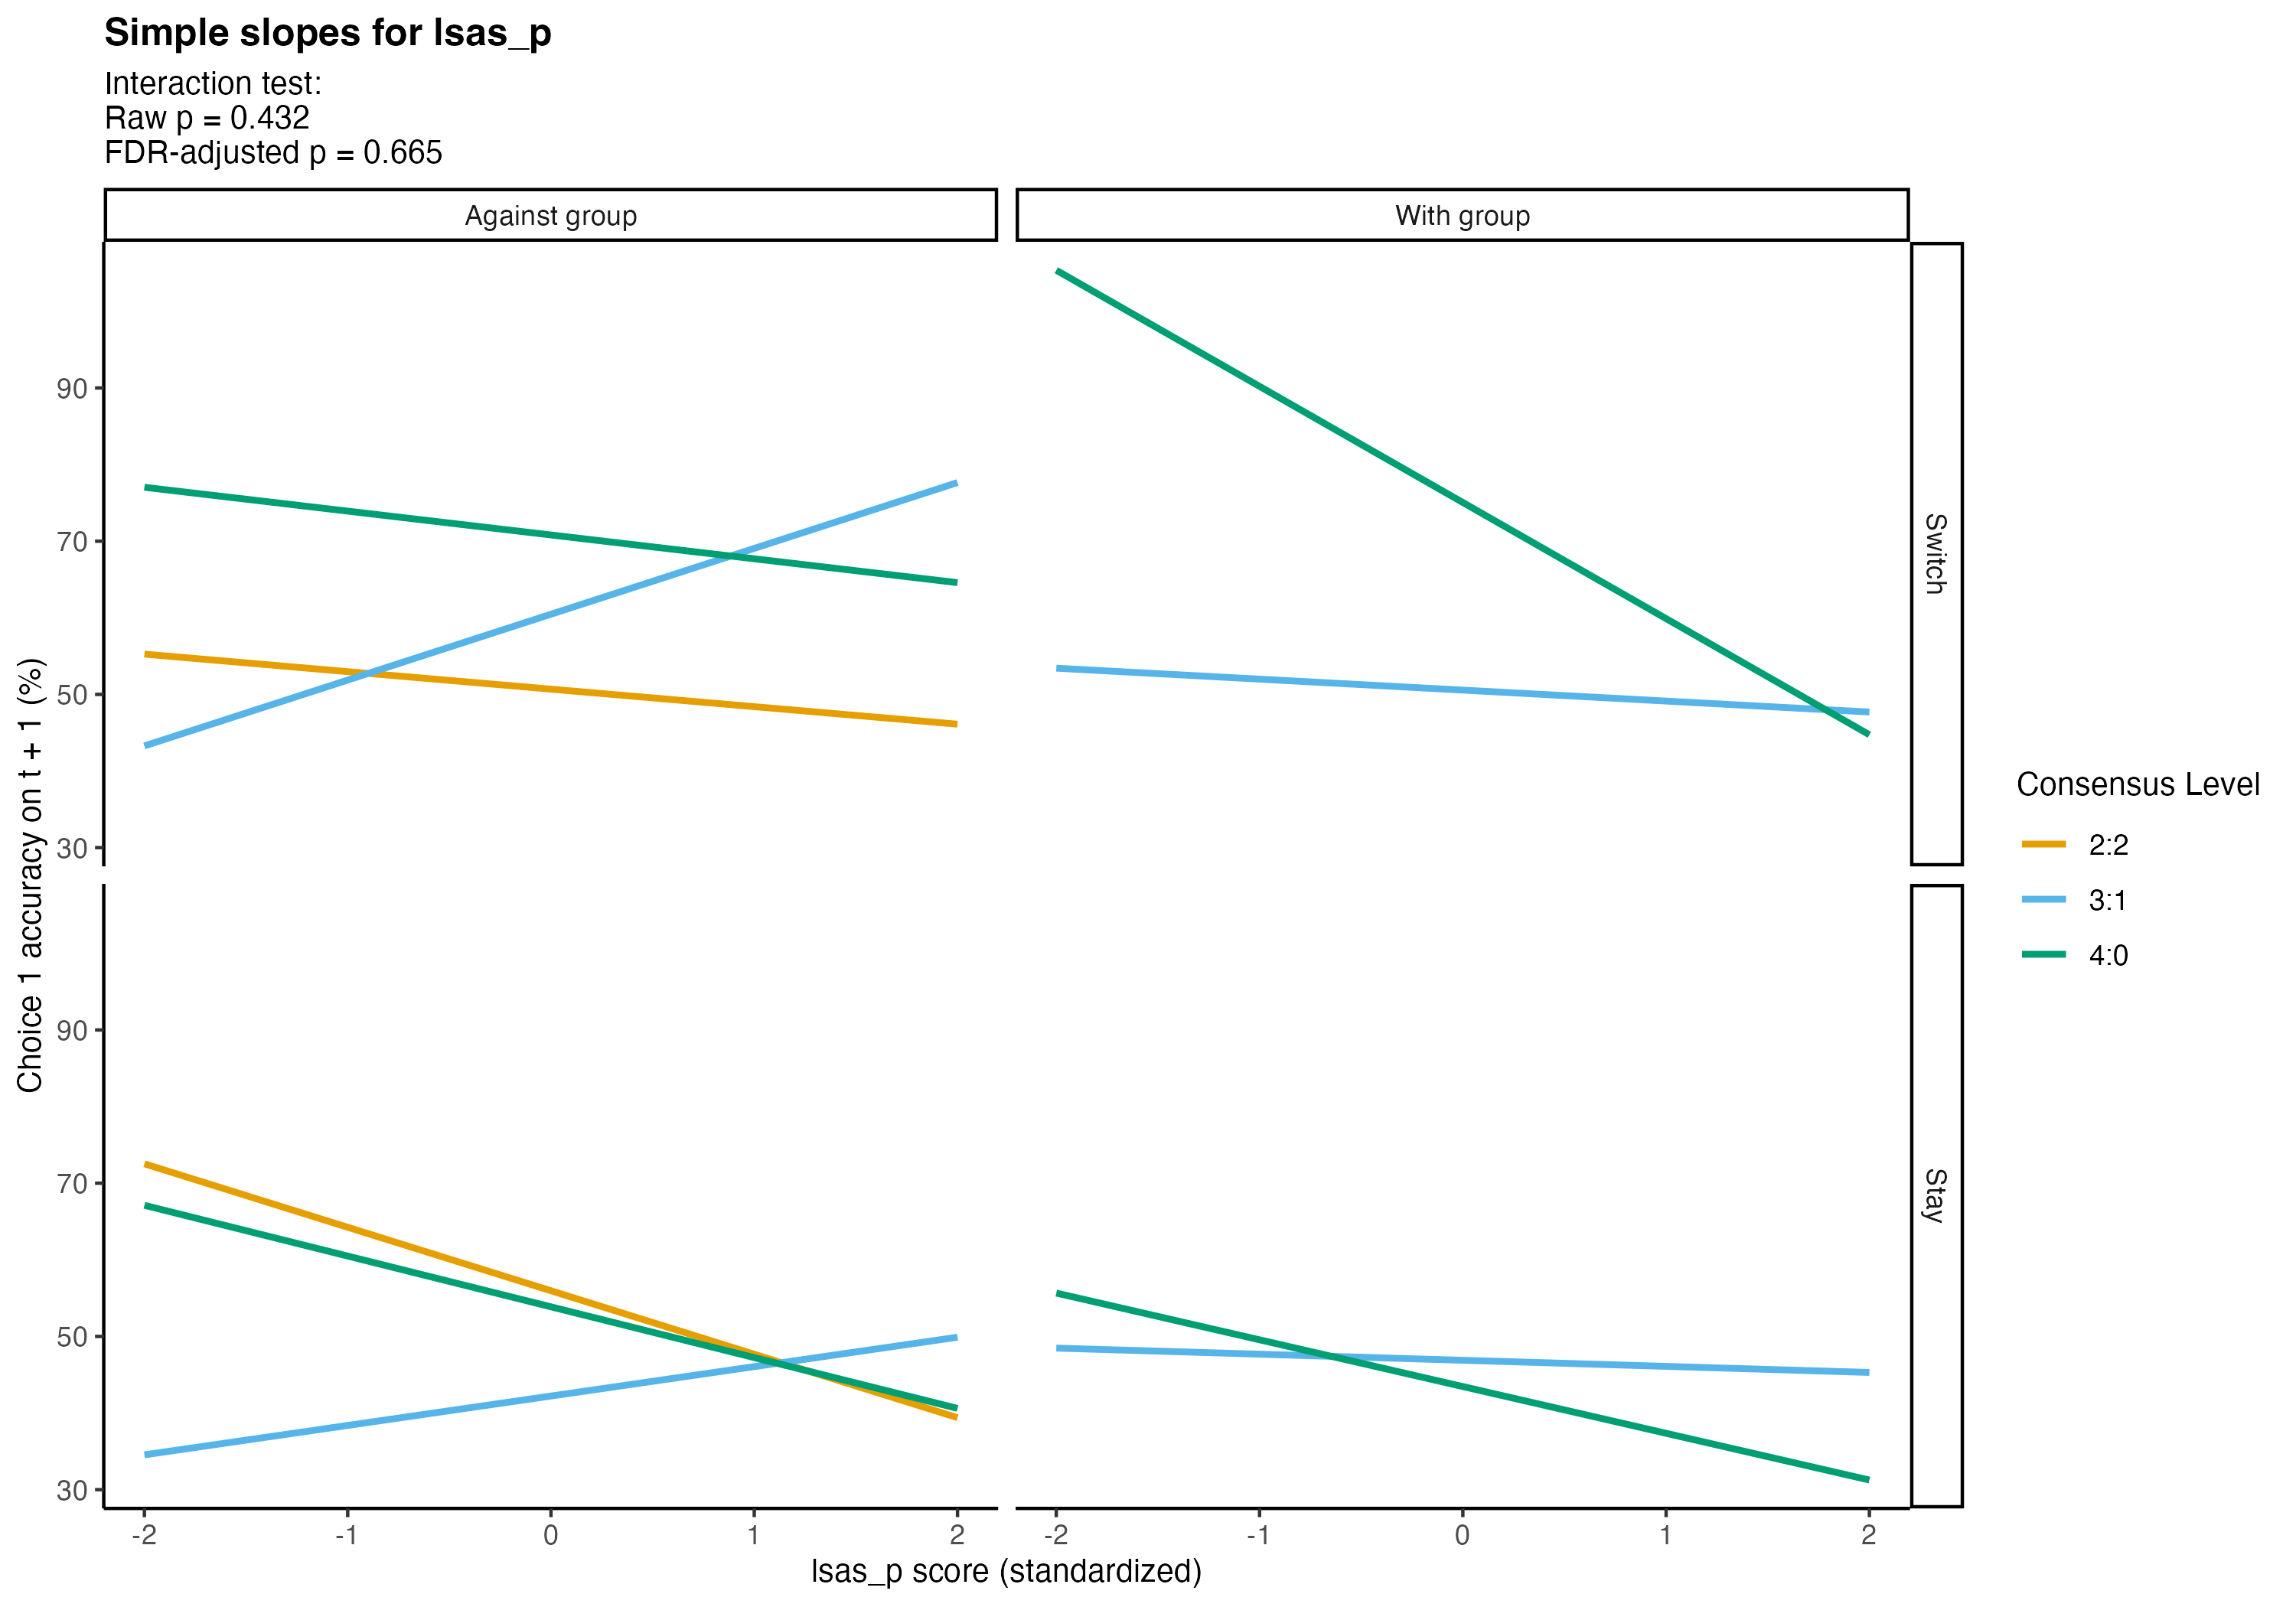 Simple slopes for lsas_p
Interaction test:
Raw p = 0.432
FDR-adjusted p = 0.665
Against group
With group
Switch
Stay
90
70
50
30
90
70
50
30
Choice 1 accuracy on t + 1 (%)
-2 -1 0 1 2
-2 -1 0 1 2
lsas_p score (standardized)
Consensus Level
2:2
3:1
4:0